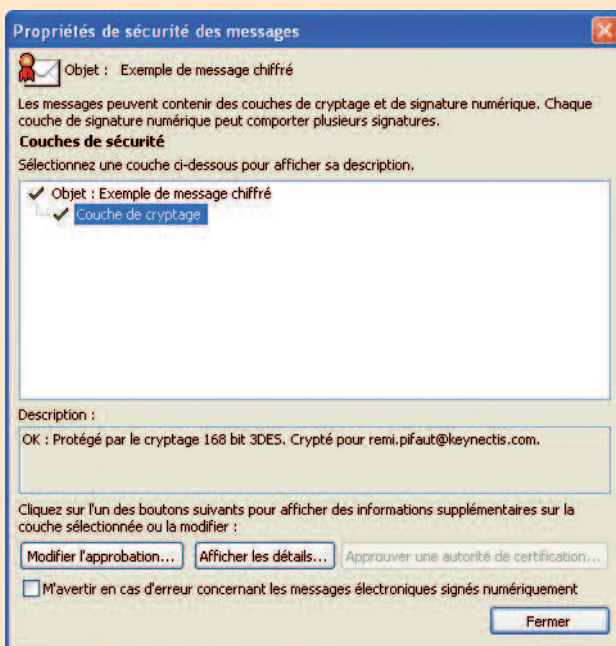 Propriétés de sécurité des messages
Objet : Exemple de message chiffré
Les messages peuvent contenir des couches de cryptage et de signature numérique. Chaque
couche de signature numérique peut comporter plusieurs signatures.
Couches de sécurité
Sélectionnez une couche ci-dessous pour afficher sa description.
Objet : Exemple de message chiffré
Couche de cryptage
Description :
OK : Protégé par le cryptage 168 bit 3DES. Crypté pour remi.pifaut@keynectis.com.
Cliquez sur l'un des boutons suivants pour afficher des informations supplémentaires sur la
couche sélectionnée ou la modifier :
Modifier l'approbation... Afficher les détails... Approuver une autorité de certification...
M'avertir en cas d'erreur concernant les messages électroniques signés numériquement
Fermer